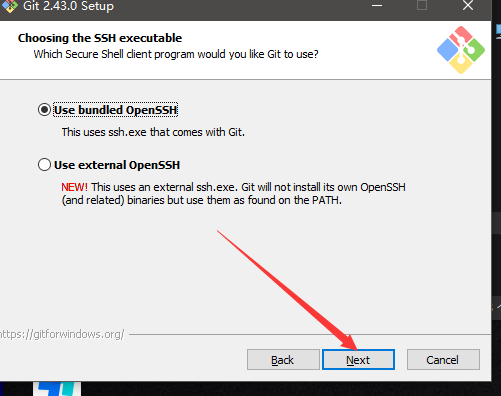 Git 2.43.0 Setup
Choosing the SSH executable
Which Secure Shell client program would you like Git to use?
Use bundled OpenSSH
This uses ssh.exe that comes with Git.
Use external OpenSSH
NEW! This uses an external ssh.exe. Git will not install its own OpenSSH
(and related) binaries but use them as found on the PATH.
https://gitforwindows.org/
Back
Next
Cancel